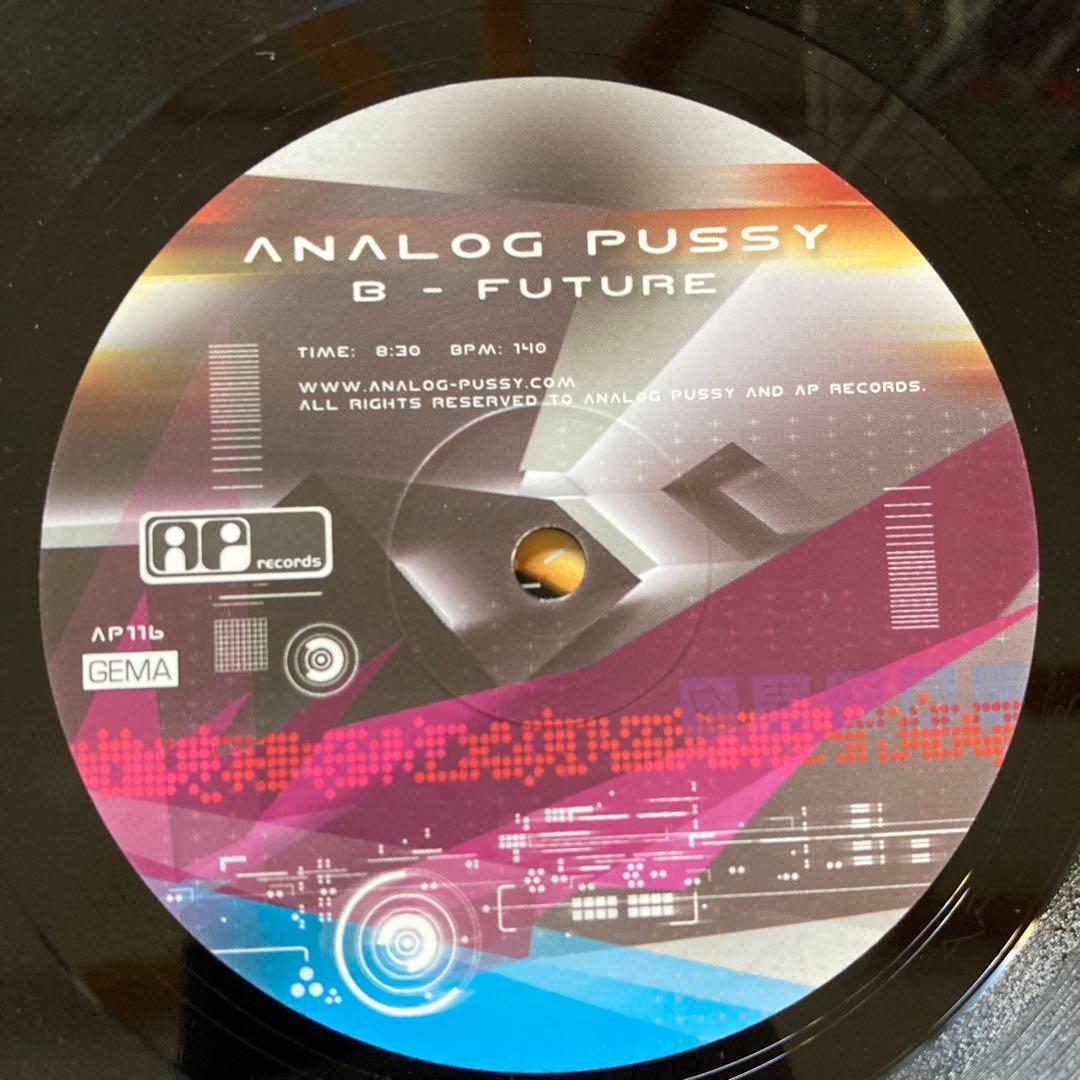 ANALOG PUSSY
B - FUTURE
TIME: 8:30 BPM: 140
WWW.ANALOG-PUSSY.COM
ALL RIGHTS RESERVED TO ANALOG PUSSY AND AP RECORDS.
AP records
AP11b
GEMA